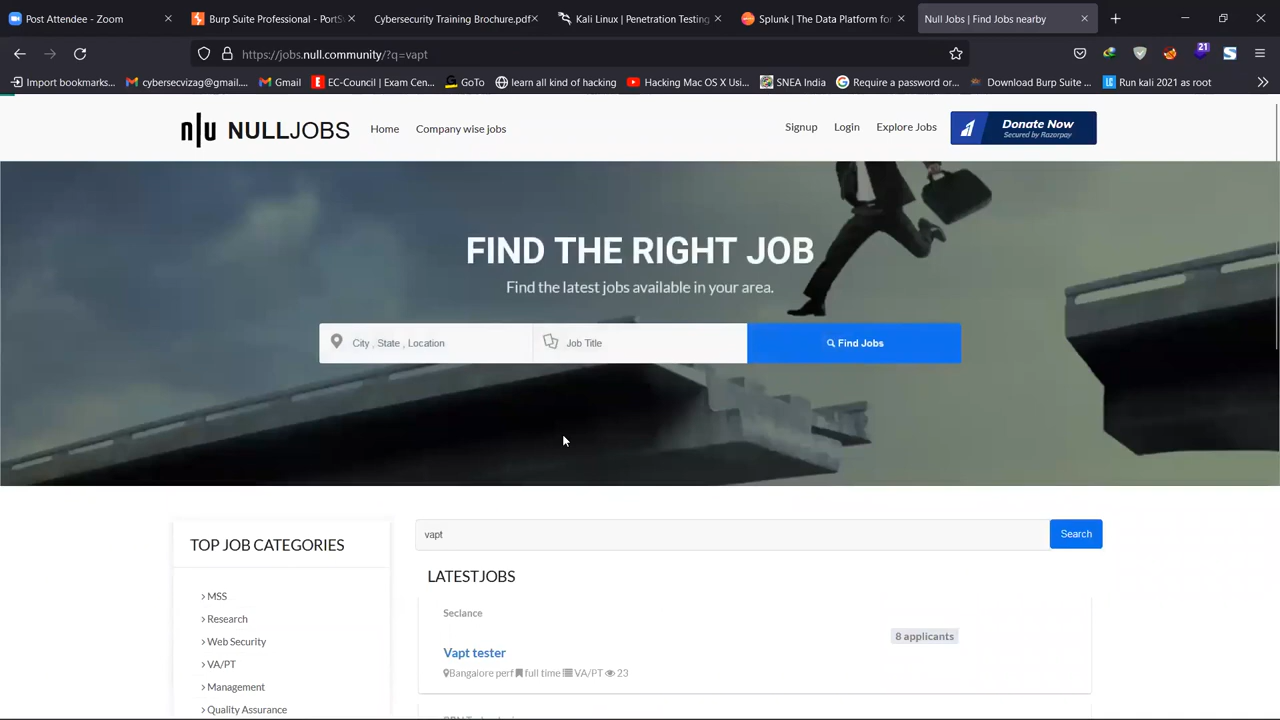 Post Attendee - Zoom
Burp Suite Professional - PortS
Cybersecurity Training Brochure.pdf
Kali Linux | Penetration Testing
Splunk | The Data Platform for
Null Jobs | Find Jobs nearby
https://jobs.null.community/?q=vapt
21
Import bookmarks...
cybersecvizag@gmail....
Gmail
EC-Council | Exam Cen...
GoTo
learn all kind of hacking
Hacking Mac OS X Usi...
SNEA India
Require a password or...
Download Burp Suite ...
Run kali 2021 as root
n|u NULLJOBS
Home
Company wise jobs
Signup
Login
Explore Jobs
Donate Now
Secured by Razorpay
FIND THE RIGHT JOB
Find the latest jobs available in your area.
City , State , Location
Job Title
Find Jobs
TOP JOB CATEGORIES
MSS
Research
Web Security
VA/PT
Management
Quality Assurance
vapt
Search
LATESTJOBS
Seclance
8 applicants
Vapt tester
Bangalore perf full time VA/PT 23